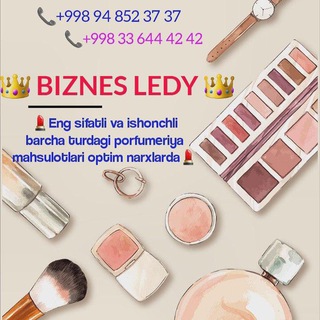 📞+998 94 852 37 37
📞+998 33 644 42 42
👑 BIZNES LEDY 👑
💄Eng sifatli va ishonchli
barcha turdagi porfumeriya
mahsulotlari optim narxlarda💄